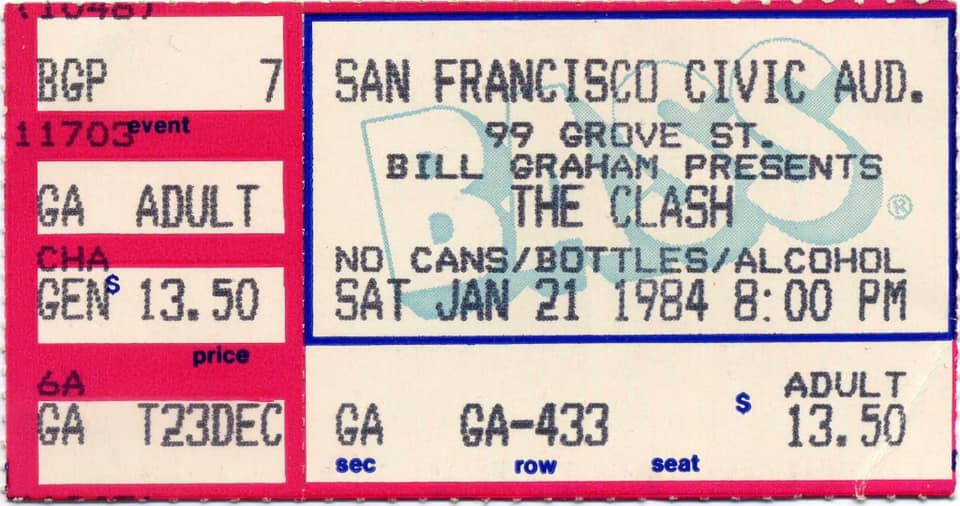 (1048)
BGP 7
event
11703
GA ADULT
CHA
$
GEN 13.50
price
6A
GA T23DEC
BASS®
SAN FRANCISCO CIVIC AUD.
99 GROVE ST.
BILL GRAHAM PRESENTS
THE CLASH
NO CANS/BOTTLES/ALCOHOL
SAT JAN 21 1984 8:00 PM
ADULT
GA GA-433 $ 13.50
sec row seat